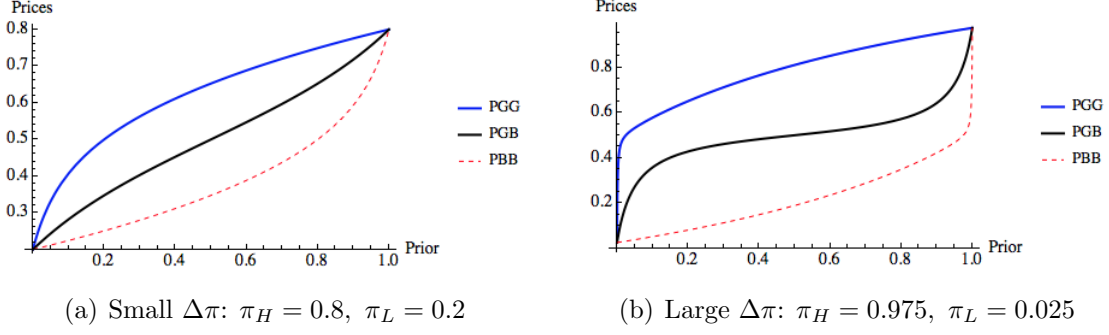 Prices
0.8
0.7
0.6
0.5
0.4
0.3
0.2
0.4
0.6
0.8
1.0
Prior
PGG
PGB
PBB
(a) Small Δπ: π_H = 0.8, π_L = 0.2
Prices
0.8
0.6
0.4
0.2
0.2
0.4
0.6
0.8
1.0
Prior
PGG
PGB
PBB
(b) Large Δπ: π_H = 0.975, π_L = 0.025